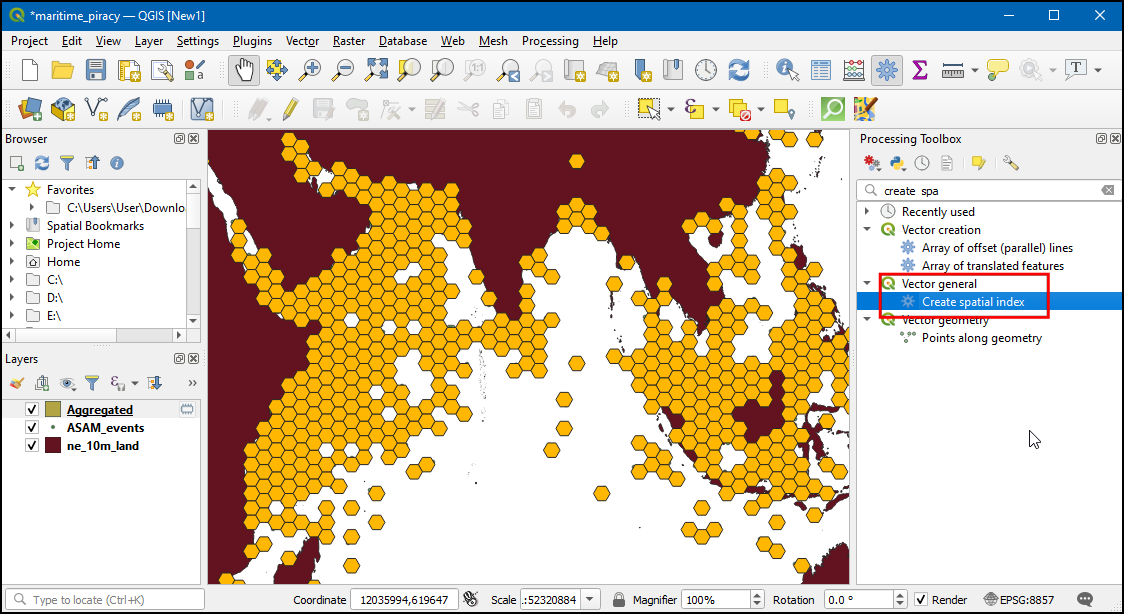 *maritime_piracy — QGIS [New1]
Project Edit View Layer Settings Plugins Vector Raster Database Web Mesh Processing Help
Browser
Favorites
C:\Users\User\Downlo
Spatial Bookmarks
Project Home
Home
C:\
D:\
E:\
Layers
Aggregated
ASAM_events
ne_10m_land
Processing Toolbox
create spa
Recently used
Vector creation
Array of offset (parallel) lines
Array of translated features
Vector general
Create spatial index
Vector geometry
Points along geometry
Type to locate (Ctrl+K) Coordinate 12035994,619647 Scale .:52320884 Magnifier 100% Rotation 0.0 ° Render EPSG:8857